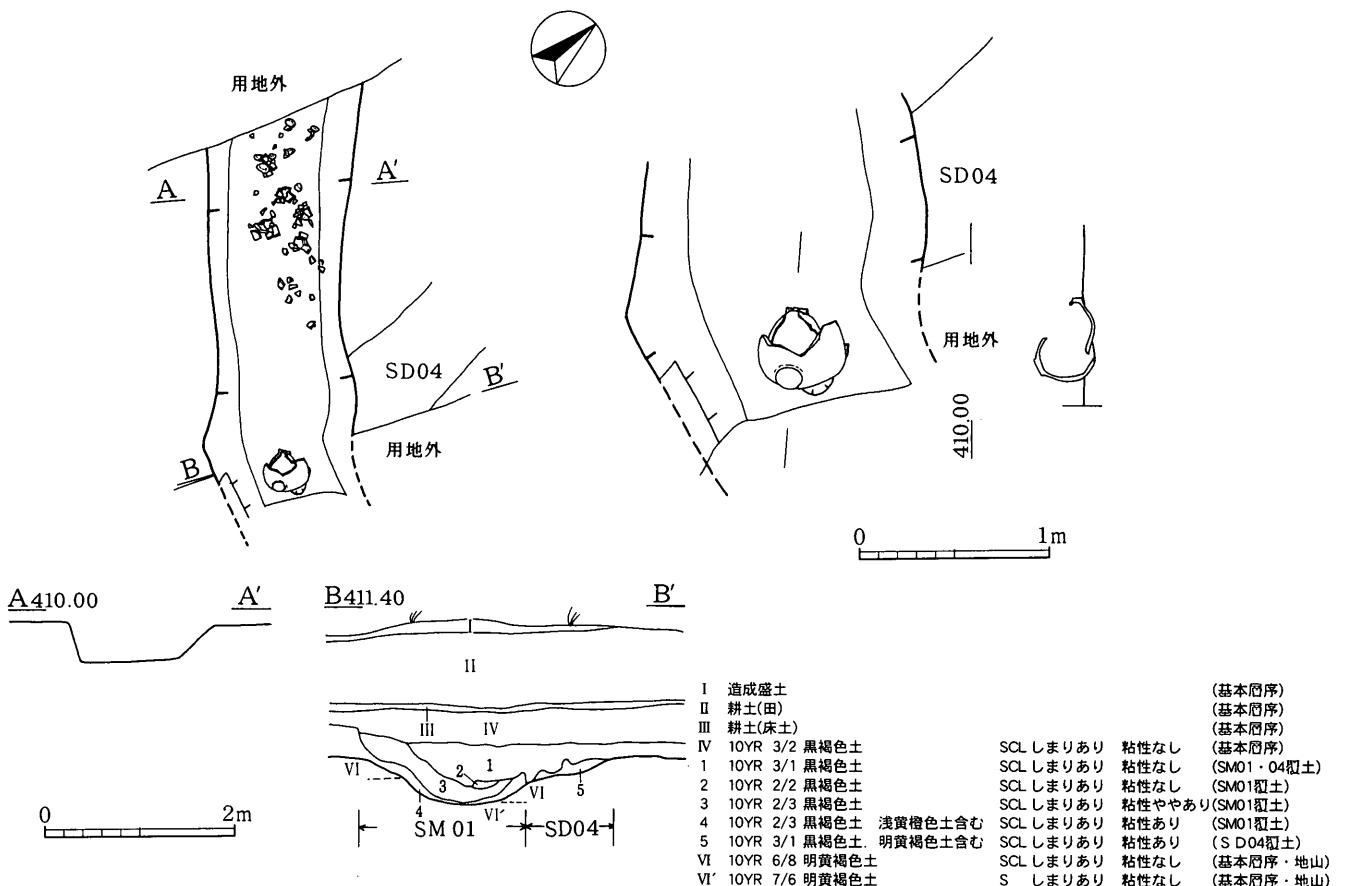 用地外
A
A'
SD04
B'
用地外
B
SD04
用地外
410.00
0 1m
A410.00 A'
B411.40 B'
I
II
III IV
1
2
3
4
5
VI
VI
VI'
SM01 SD04
0 2m
I 造成盛土 (基本層序)
II 耕土(田) (基本層序)
III 耕土(床土) (基本層序)
IV 10YR 3/2 黒褐色土 SCL しまりあり 粘性なし (基本層序)
1 10YR 3/1 黒褐色土 SCL しまりあり 粘性なし (SM01・04覆土)
2 10YR 2/2 黒褐色土 SCL しまりあり 粘性なし (SM01覆土)
3 10YR 2/3 黒褐色土 SCL しまりあり 粘性ややあり(SM01覆土)
4 10YR 2/3 黒褐色土 浅黄橙色土含む SCL しまりあり 粘性あり (SM01覆土)
5 10YR 3/1 黒褐色土. 明黄褐色土含む SCL しまりあり 粘性あり (SD04覆土)
VI 10YR 6/8 明黄褐色土 SCL しまりあり 粘性なし (基本層序・地山)
VI' 10YR 7/6 明黄褐色土 S しまりあり 粘性なし (基本層序・地山)